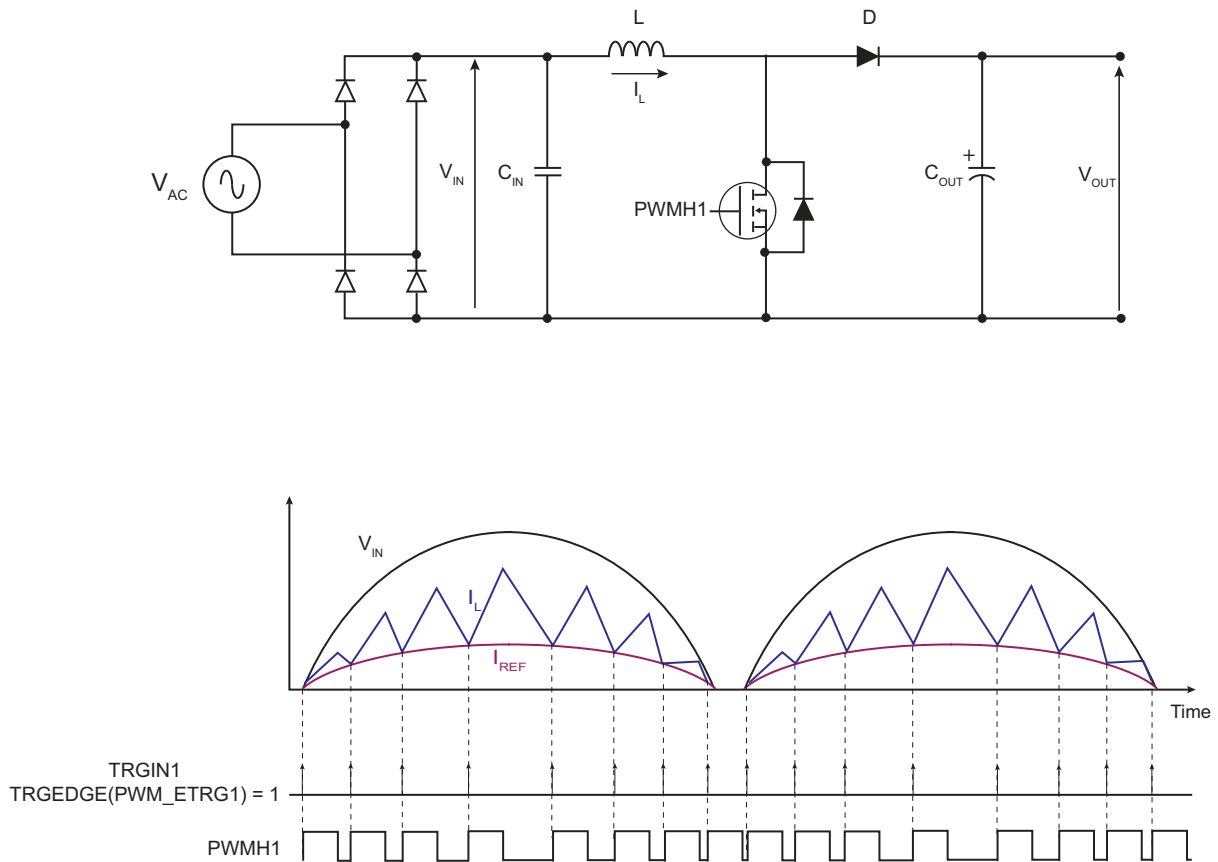 L
D
I_L
V_AC
V_IN
C_IN
PWMH1
C_OUT
+
V_OUT
V_IN
I_L
I_REF
Time
TRGIN1
TRGEDGE(PWM_ETRG1) = 1
PWMH1